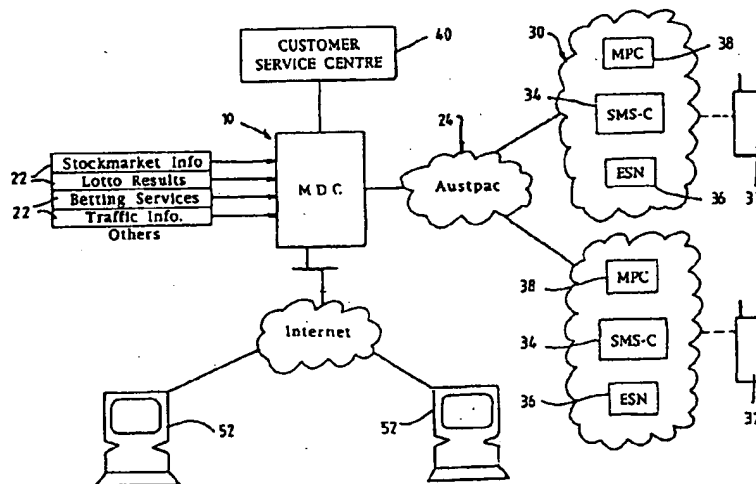 CUSTOMER
SERVICE CENTRE
40
30
MPC
38
34
SMS-C
10
24
22
Stockmarket Info
Lotto Results
22
Betting Services
Traffic Info.
Others
MDC
Austpac
ESN
36
38
MPC
Internet
34
SMS-C
36
ESN
52
52